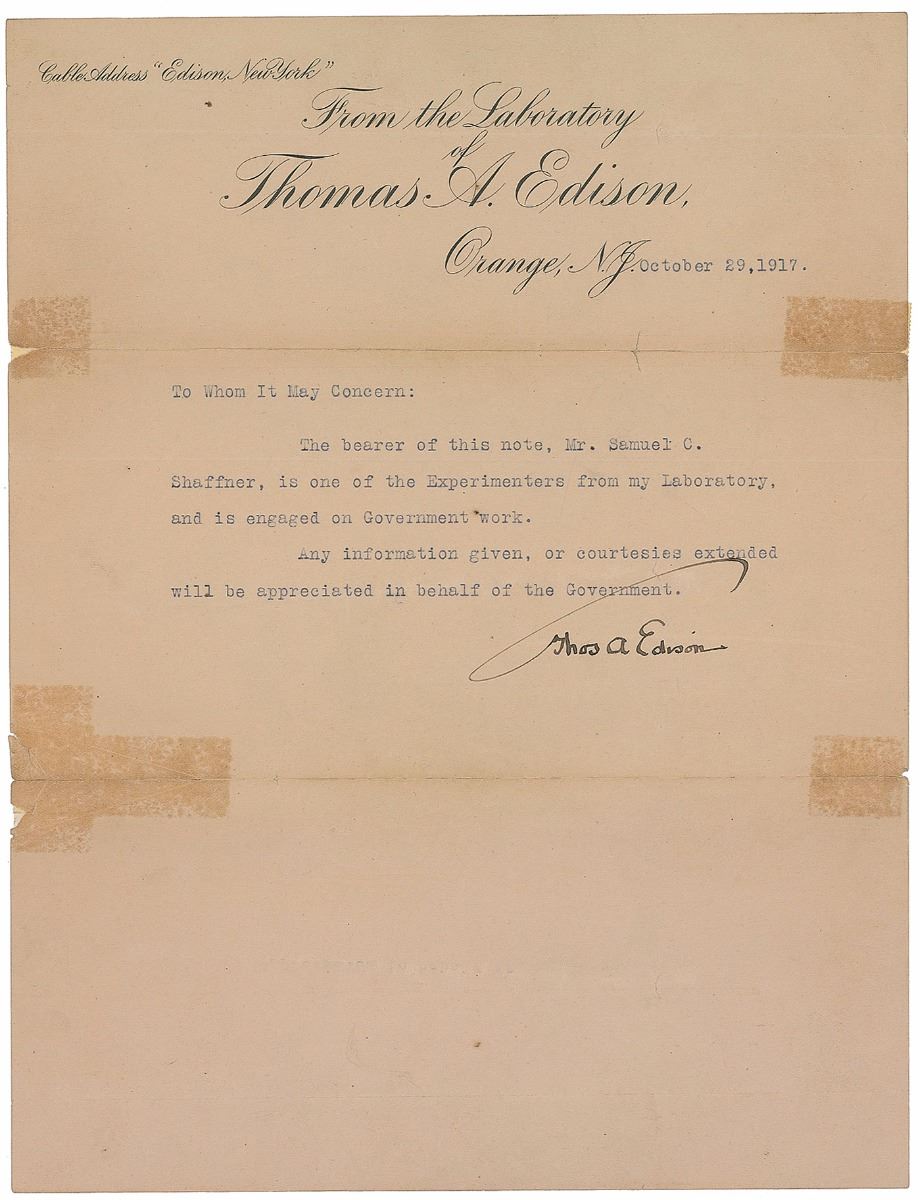 Cable Address "Edison, New York"
From the Laboratory
of
Thomas A. Edison,
Orange, N.J. October 29,1917.
To Whom It May Concern:
The bearer of this note, Mr. Samuel C.
Shaffner, is one of the Experimenters from my Laboratory,
and is engaged on Government work.
Any information given, or courtesies extended
will be appreciated in behalf of the Government.
Thos A Edison